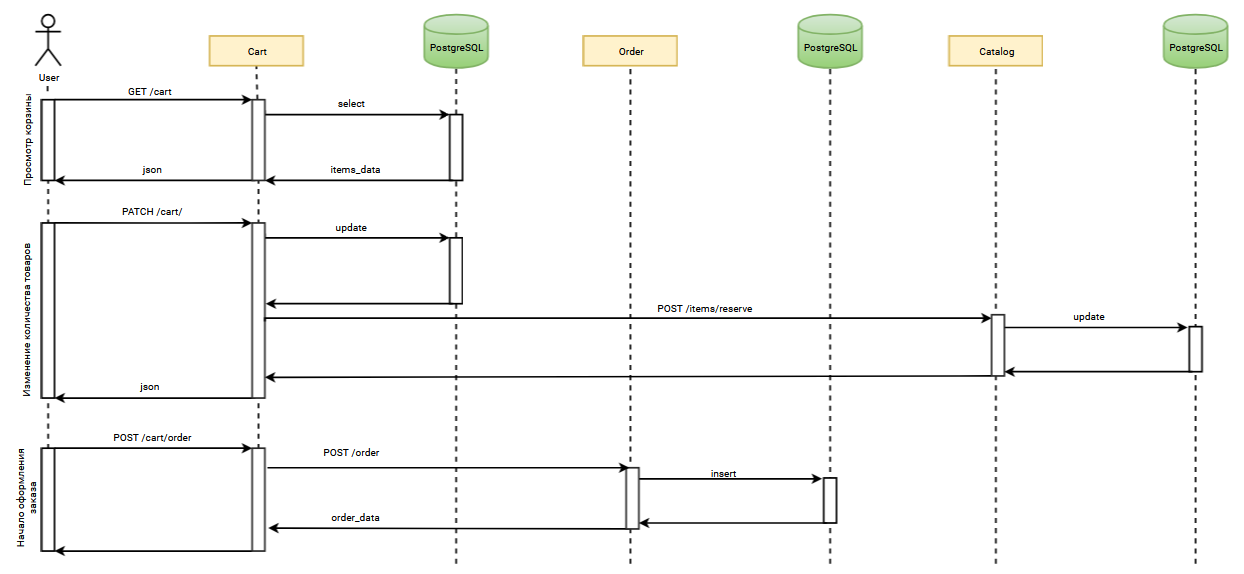 User
Cart
PostgreSQL
Order
PostgreSQL
Catalog
PostgreSQL
Просмотр корзины
GET /cart
select
json
items_data
Изменение количества товаров
PATCH /cart/
update
POST /items/reserve
update
json
Начало оформления
заказа
POST /cart/order
POST /order
insert
order_data